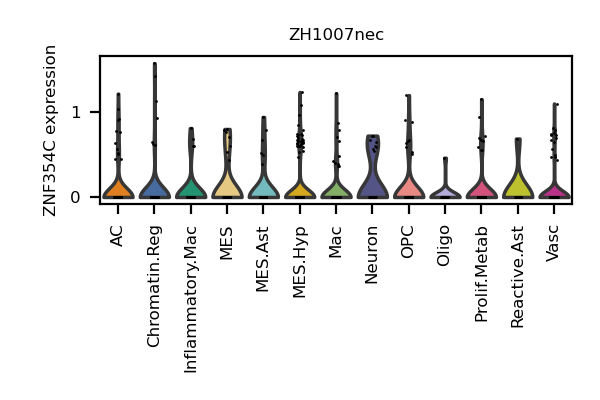 ZH1007nec
ZNF354C expression
1
0
AC
Chromatin.Reg
Inflammatory.Mac
MES
MES.Ast
MES.Hyp
Mac
Neuron
OPC
Oligo
Prolif.Metab
Reactive.Ast
Vasc